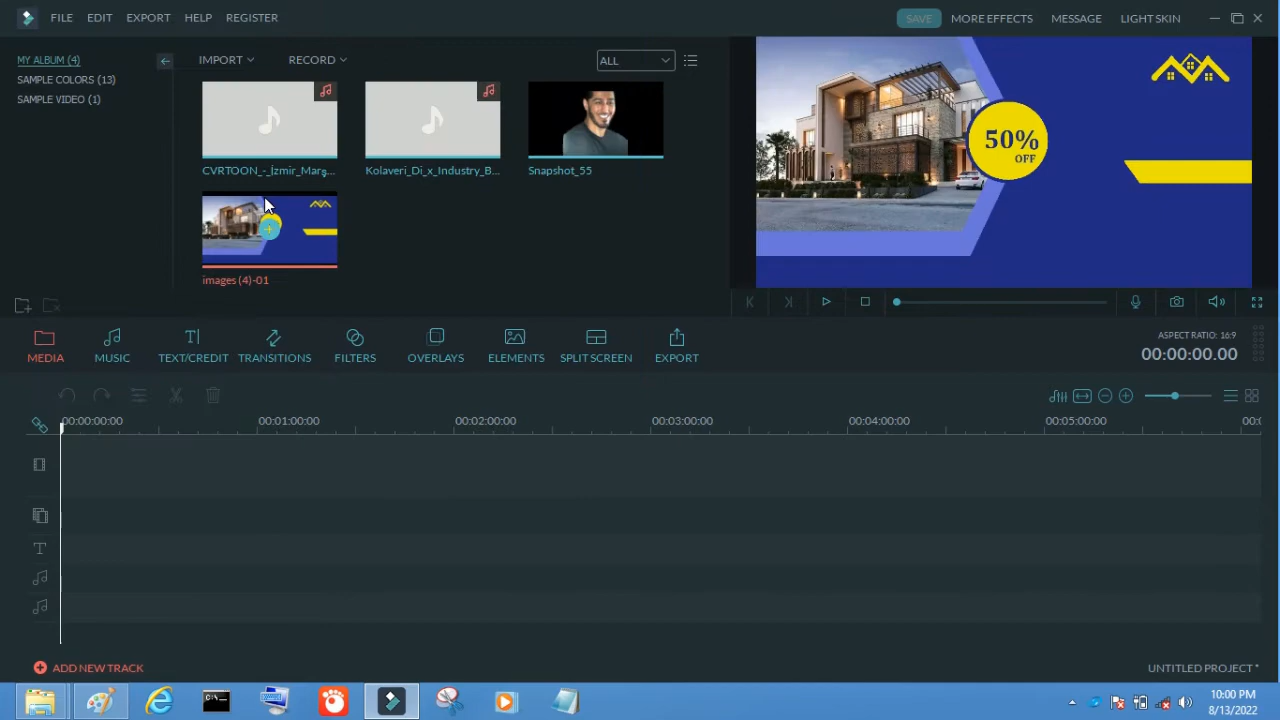 FILE EDIT EXPORT HELP REGISTER SAVE MORE EFFECTS MESSAGE LIGHT SKIN
MY ALBUM (4)
SAMPLE COLORS (13)
SAMPLE VIDEO (1)
IMPORT RECORD ALL
CVRTOON_-_İzmir_Marş...
Kolaveri_Di_x_Industry_B...
Snapshot_55
images (4)-01
50%
OFF
MEDIA MUSIC TEXT/CREDIT TRANSITIONS FILTERS OVERLAYS ELEMENTS SPLIT SCREEN EXPORT
ASPECT RATIO: 16:9
00:00:00.00
00:00:00:00 00:01:00:00 00:02:00:00 00:03:00:00 00:04:00:00 00:05:00:00
ADD NEW TRACK
UNTITLED PROJECT *
10:00 PM
8/13/2022